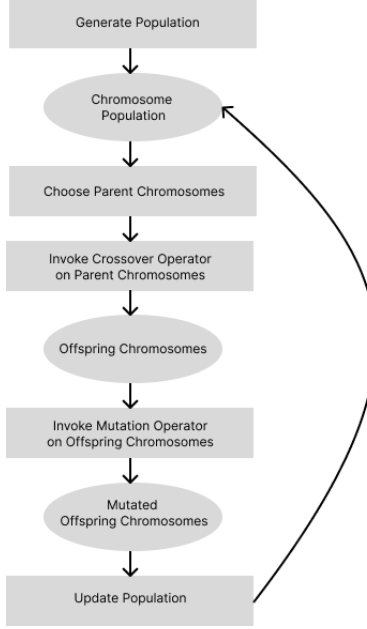 Generate Population
Chromosome
Population
Choose Parent Chromosomes
Invoke Crossover Operator
on Parent Chromosomes
Offspring Chromosomes
Invoke Mutation Operator
on Offspring Chromosomes
Mutated
Offspring Chromosomes
Update Population